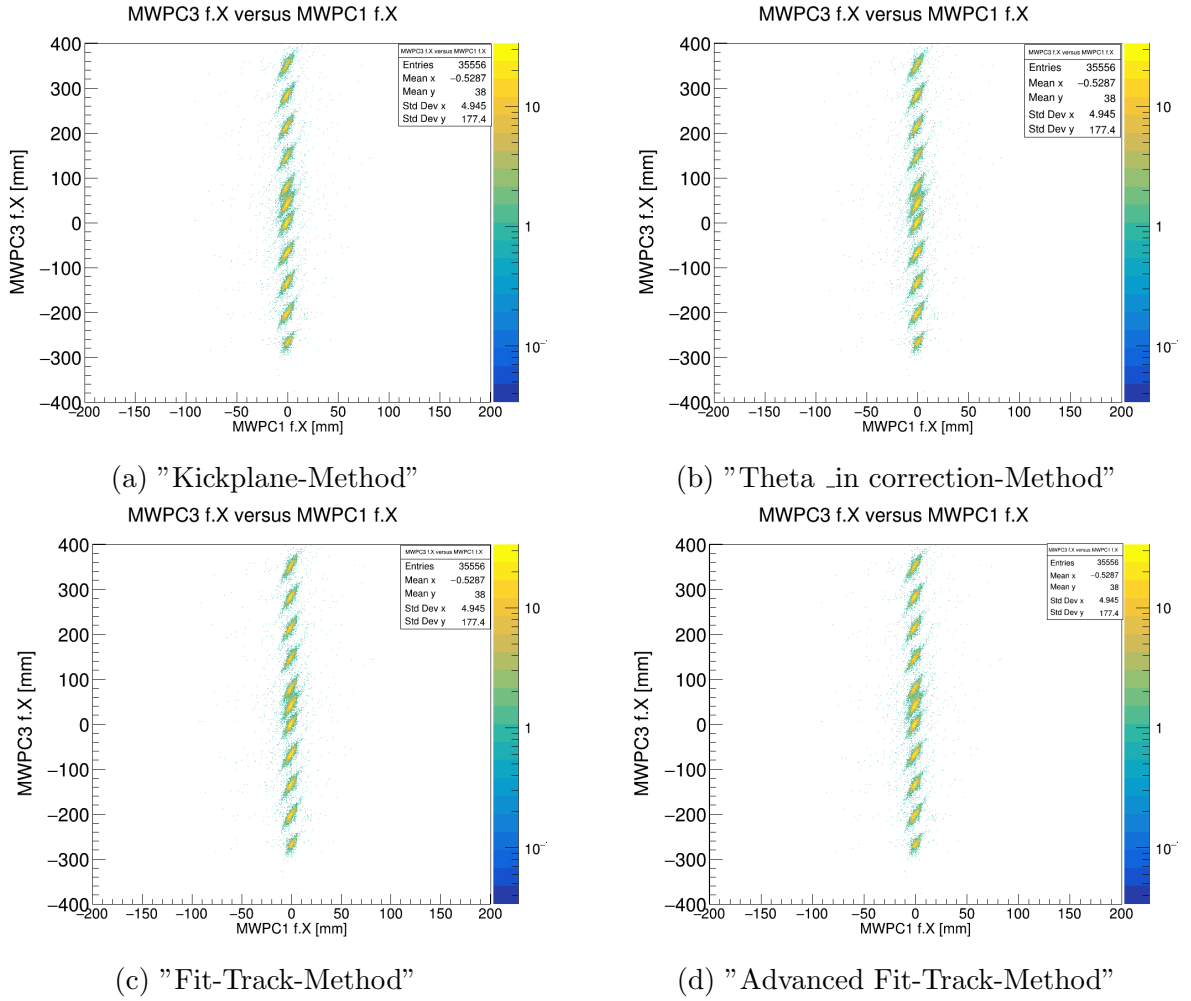 MWPC3 f.X versus MWPC1 f.X
MWPC3 f.X [mm]
400
300
200
100
0
−100
−200
−300
−400
MWPC3 f.X versus MWPC1 f.X
Entries 35556
Mean x −0.5287
Mean y 38
Std Dev x 4.945
Std Dev y 177.4
10
1
10⁻
−200 −150 −100 −50 0 50 100 150 200
MWPC1 f.X [mm]
(a) ”Kickplane-Method”
MWPC3 f.X versus MWPC1 f.X
MWPC3 f.X [mm]
400
300
200
100
0
−100
−200
−300
−400
MWPC3 f.X versus MWPC1 f.X
Entries 35556
Mean x −0.5287
Mean y 38
Std Dev x 4.945
Std Dev y 177.4
10
1
10⁻
−200 −150 −100 −50 0 50 100 150 200
MWPC1 f.X [mm]
(b) ”Theta _in correction-Method”
MWPC3 f.X versus MWPC1 f.X
MWPC3 f.X [mm]
400
300
200
100
0
−100
−200
−300
−400
MWPC3 f.X versus MWPC1 f.X
Entries 35556
Mean x −0.5287
Mean y 38
Std Dev x 4.945
Std Dev y 177.4
10
1
10⁻
−200 −150 −100 −50 0 50 100 150 200
MWPC1 f.X [mm]
(c) ”Fit-Track-Method”
MWPC3 f.X versus MWPC1 f.X
MWPC3 f.X [mm]
400
300
200
100
0
−100
−200
−300
−400
MWPC3 f.X versus MWPC1 f.X
Entries 35556
Mean x −0.5287
Mean y 38
Std Dev x 4.945
Std Dev y 177.4
10
1
10⁻
−200 −150 −100 −50 0 50 100 150 200
MWPC1 f.X [mm]
(d) ”Advanced Fit-Track-Method”